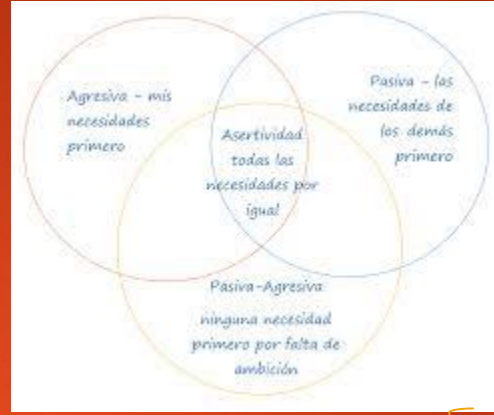 Agresiva - mis
necesidades
primero
Pasiva - las
necesidades de
los demás
primero
Asertividad
todas las
necesidades por
igual
Pasiva-Agresiva
ninguna necesidad
primero por falta de
ambición